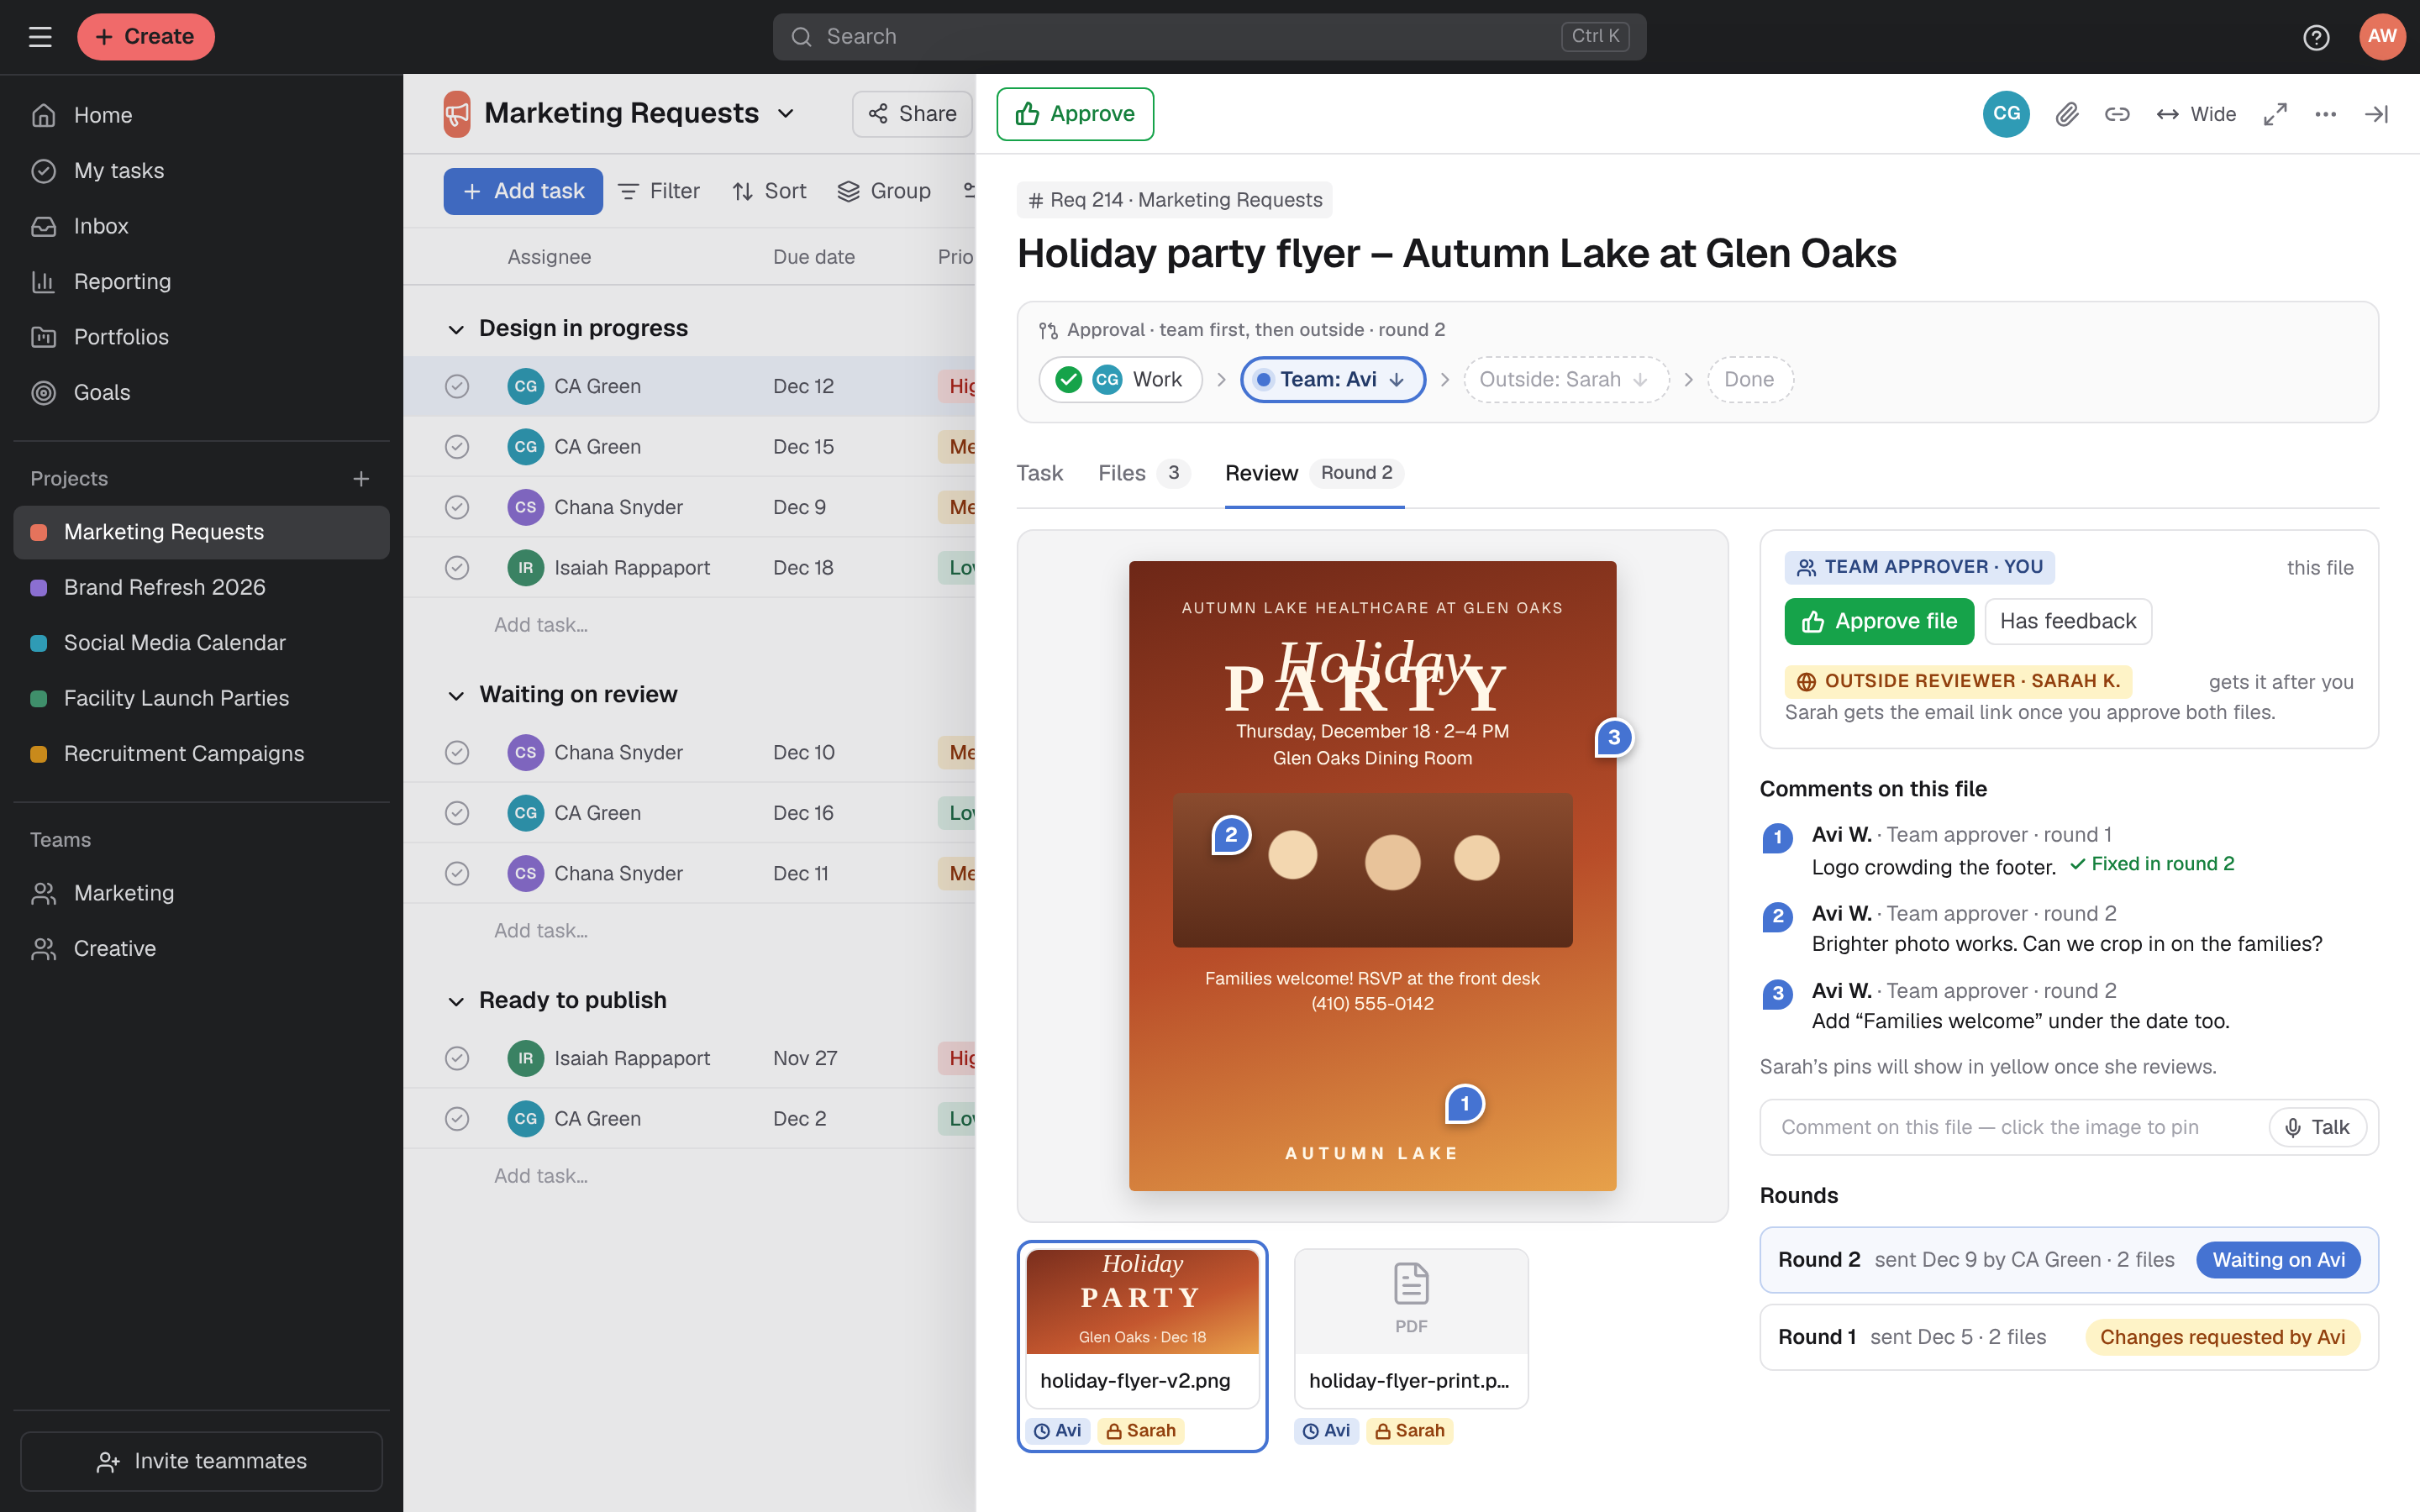 Create
Search
Ctrl K
AW
Home
My tasks
Inbox
Reporting
Portfolios
Goals
Projects
Marketing Requests
Brand Refresh 2026
Social Media Calendar
Facility Launch Parties
Recruitment Campaigns
Teams
Marketing
Creative
Invite teammates
Marketing Requests
Share
Add task
Filter
Sort
Group
Assignee
Due date
Prio
Design in progress
CG CA Green Dec 12 Hig
CG CA Green Dec 15 Me
CS Chana Snyder Dec 9 Me
IR Isaiah Rappaport Dec 18 Lo
Add task...
Waiting on review
CS Chana Snyder Dec 10 Me
CG CA Green Dec 16 Lo
CS Chana Snyder Dec 11 Me
Add task...
Ready to publish
IR Isaiah Rappaport Nov 27 Hig
CG CA Green Dec 2 Lo
Add task...
Approve
CG
Wide
# Req 214 · Marketing Requests
Holiday party flyer – Autumn Lake at Glen Oaks
Approval · team first, then outside · round 2
CG Work
Team: Avi
Outside: Sarah
Done
Task
Files 3
Review Round 2
AUTUMN LAKE HEALTHCARE AT GLEN OAKS
Holiday
PARTY
Thursday, December 18 · 2–4 PM
Glen Oaks Dining Room
3
2
Families welcome! RSVP at the front desk
(410) 555-0142
1
AUTUMN LAKE
Holiday
PARTY
Glen Oaks · Dec 18
holiday-flyer-v2.png
Avi
Sarah
PDF
holiday-flyer-print.p...
Avi
Sarah
TEAM APPROVER · YOU
this file
Approve file
Has feedback
OUTSIDE REVIEWER · SARAH K.
gets it after you
Sarah gets the email link once you approve both files.
Comments on this file
1 Avi W. · Team approver · round 1
Logo crowding the footer. Fixed in round 2
2 Avi W. · Team approver · round 2
Brighter photo works. Can we crop in on the families?
3 Avi W. · Team approver · round 2
Add “Families welcome” under the date too.
Sarah’s pins will show in yellow once she reviews.
Comment on this file — click the image to pin
Talk
Rounds
Round 2 sent Dec 9 by CA Green · 2 files Waiting on Avi
Round 1 sent Dec 5 · 2 files Changes requested by Avi